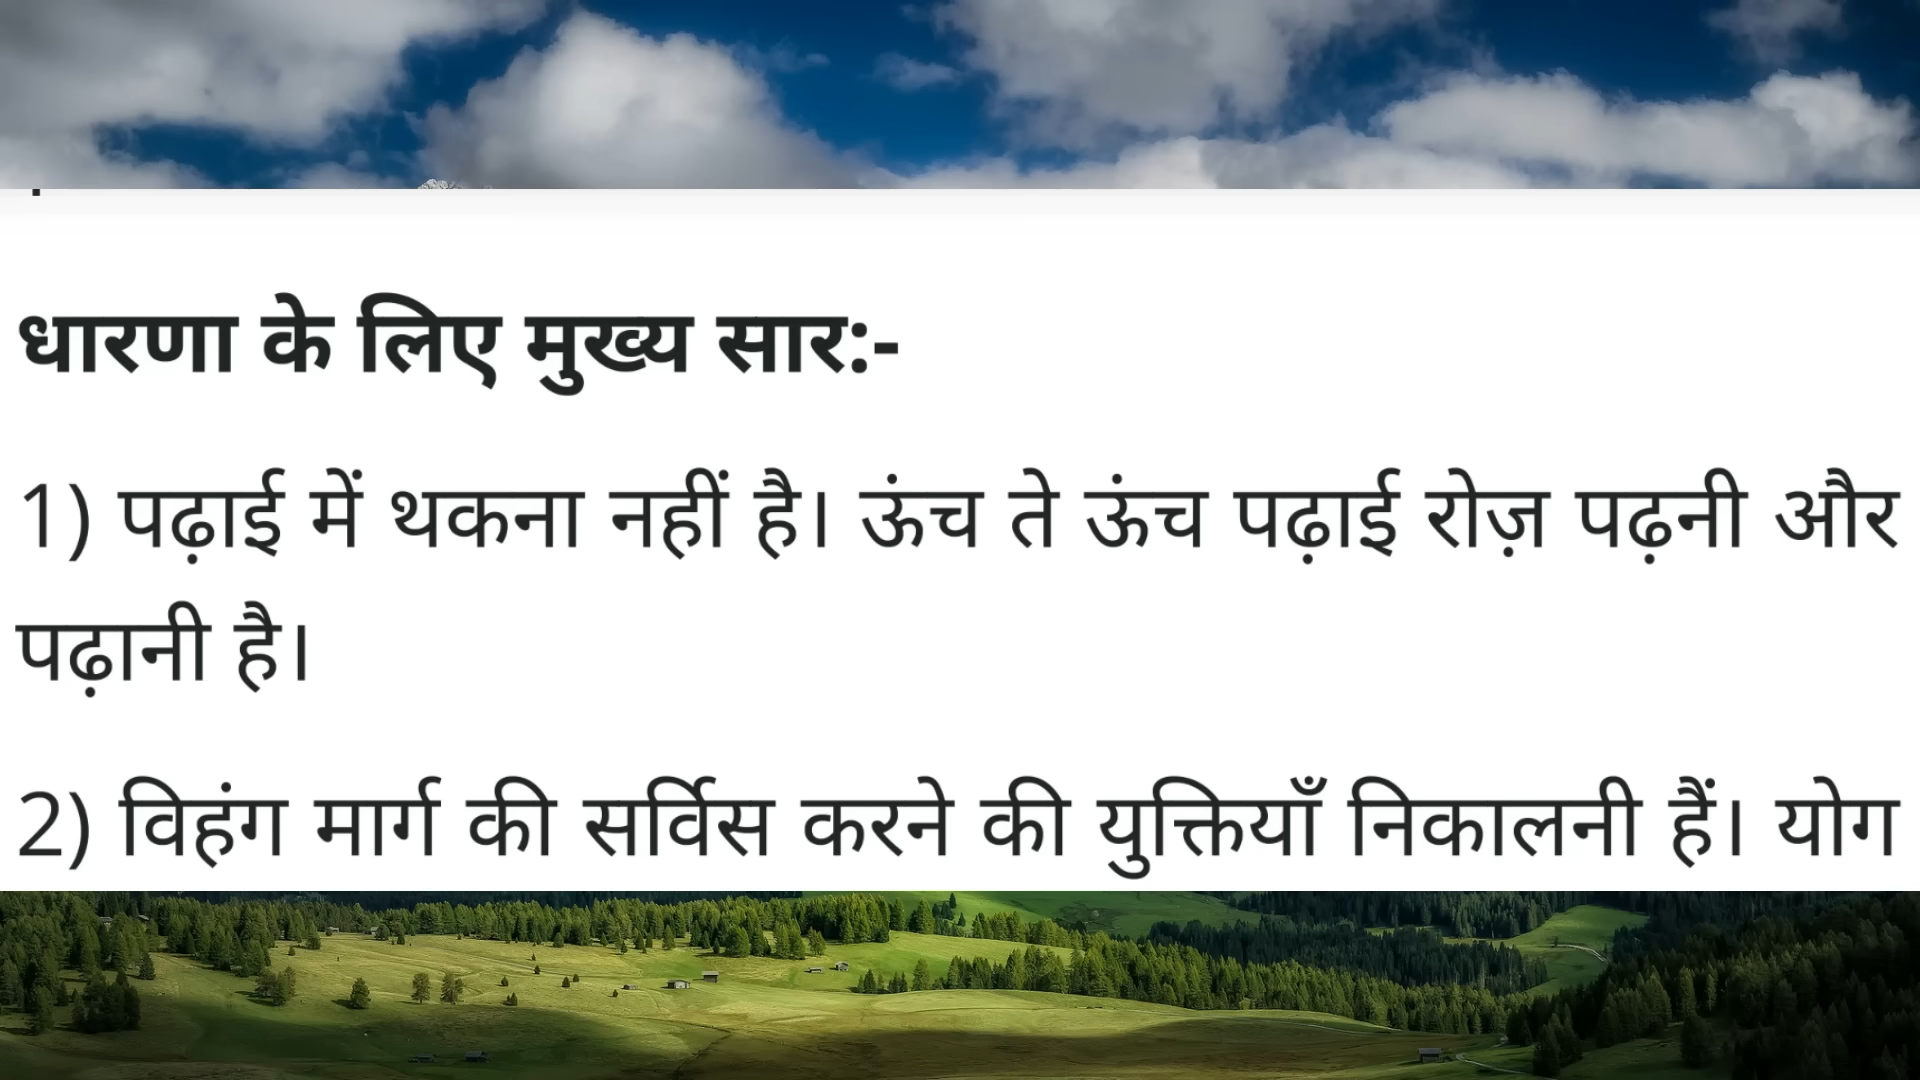 धारणा के लिए मुख्य सार:-
1) पढ़ाई में थकना नहीं है। ऊंच ते ऊंच पढ़ाई रोज़ पढ़नी और
पढ़ानी है।
2) विहंग मार्ग की सर्विस करने की युक्तियाँ निकालनी हैं। योग